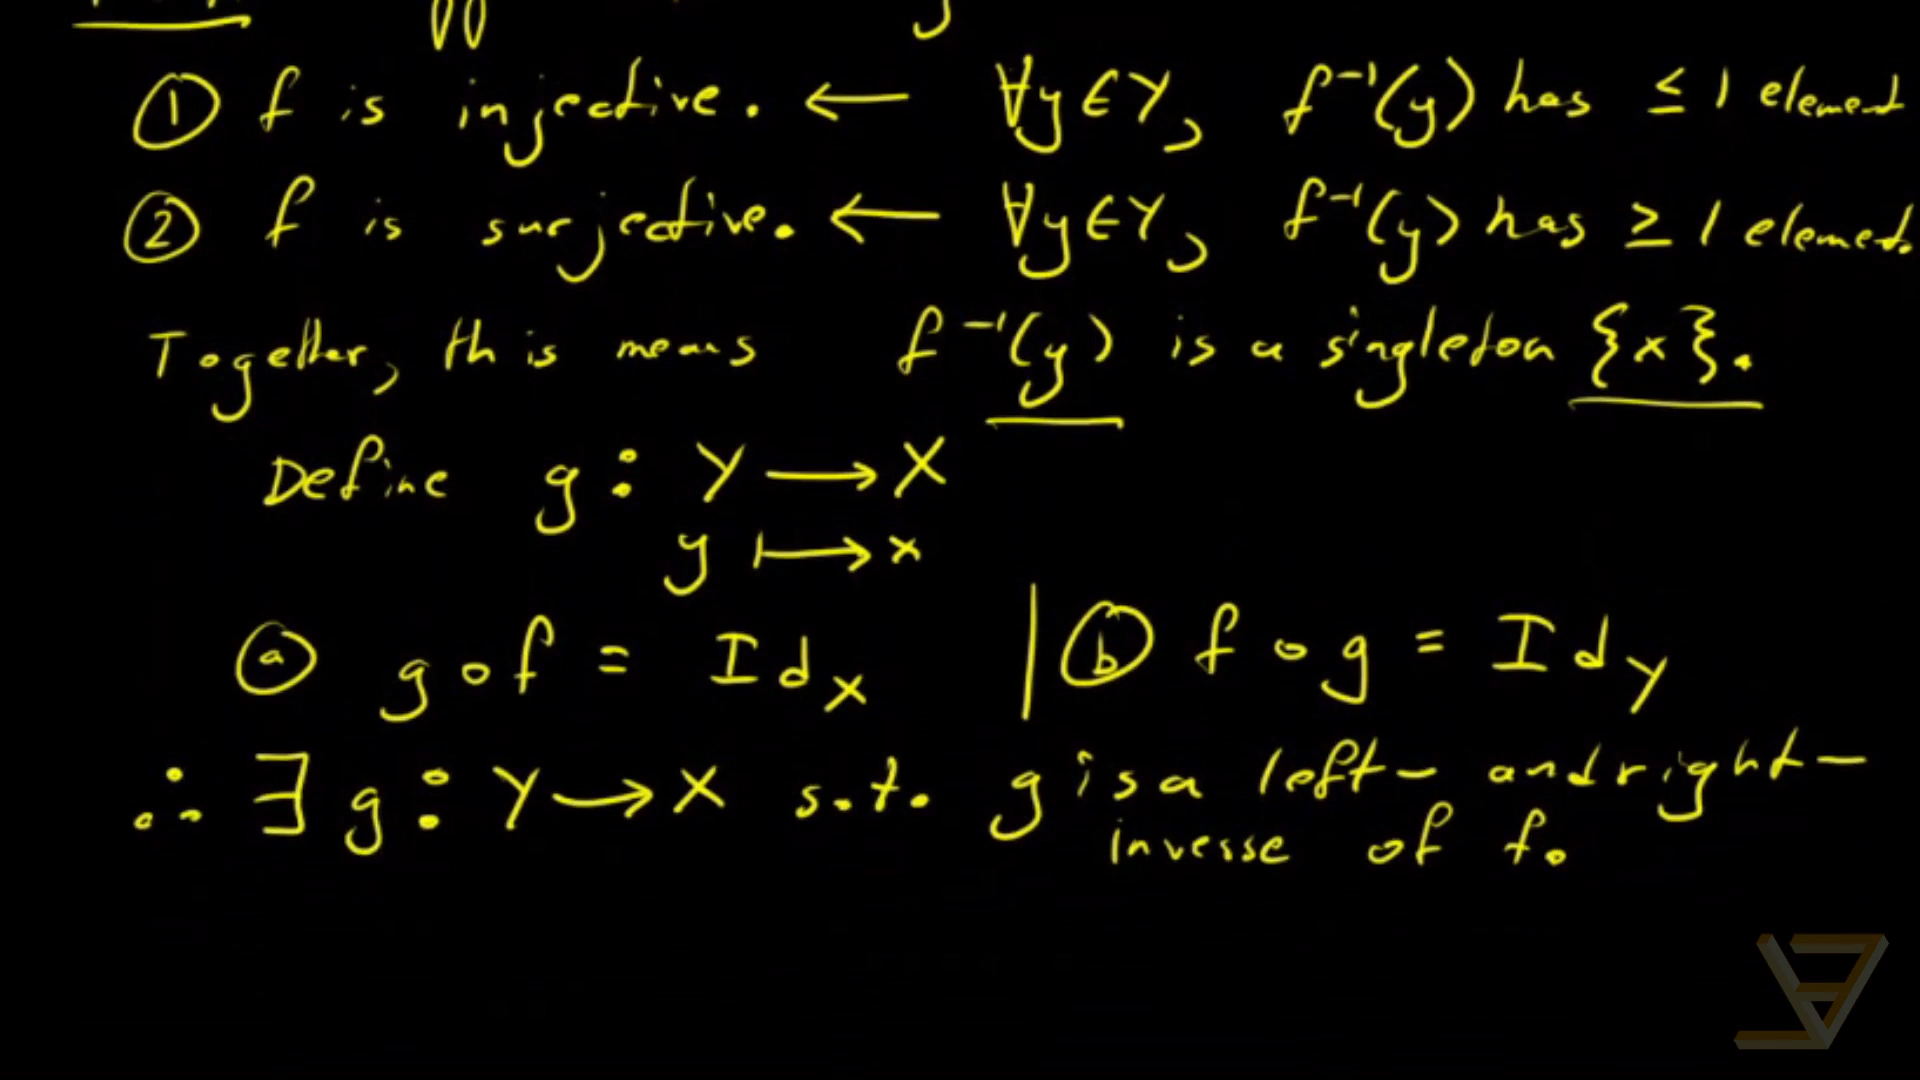 ① f is injective. ← ∀y∈Y, f⁻¹(y) has ≤ 1 element
② f is surjective. ← ∀y∈Y, f⁻¹(y) has ≥ 1 element.
Together, this means f⁻¹(y) is a singleton {x}.
Define g : Y ⟶ X
y ⟼ x
ⓐ g∘f = Id_X | ⓑ f∘g = Id_Y
∴ ∃ g : Y → X s.t. g is a left- and right-
inverse of f.